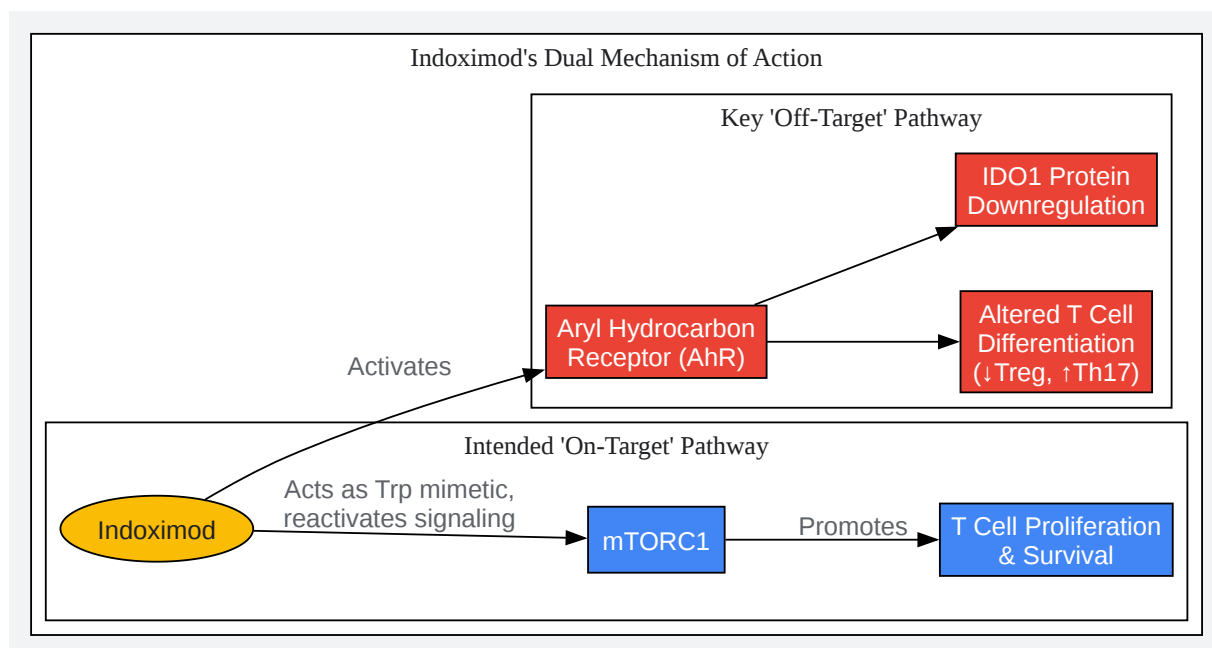 Indoximod's Dual Mechanism of Action
Key 'Off-Target' Pathway
IDO1 Protein
Downregulation
Aryl Hydrocarbon
Receptor (AhR)
Altered T Cell
Differentiation
(↓Treg, ↑Th17)
Activates
Intended 'On-Target' Pathway
Indoximod
Acts as Trp mimetic,
reactivates signaling
mTORC1
Promotes
T Cell Proliferation
& Survival